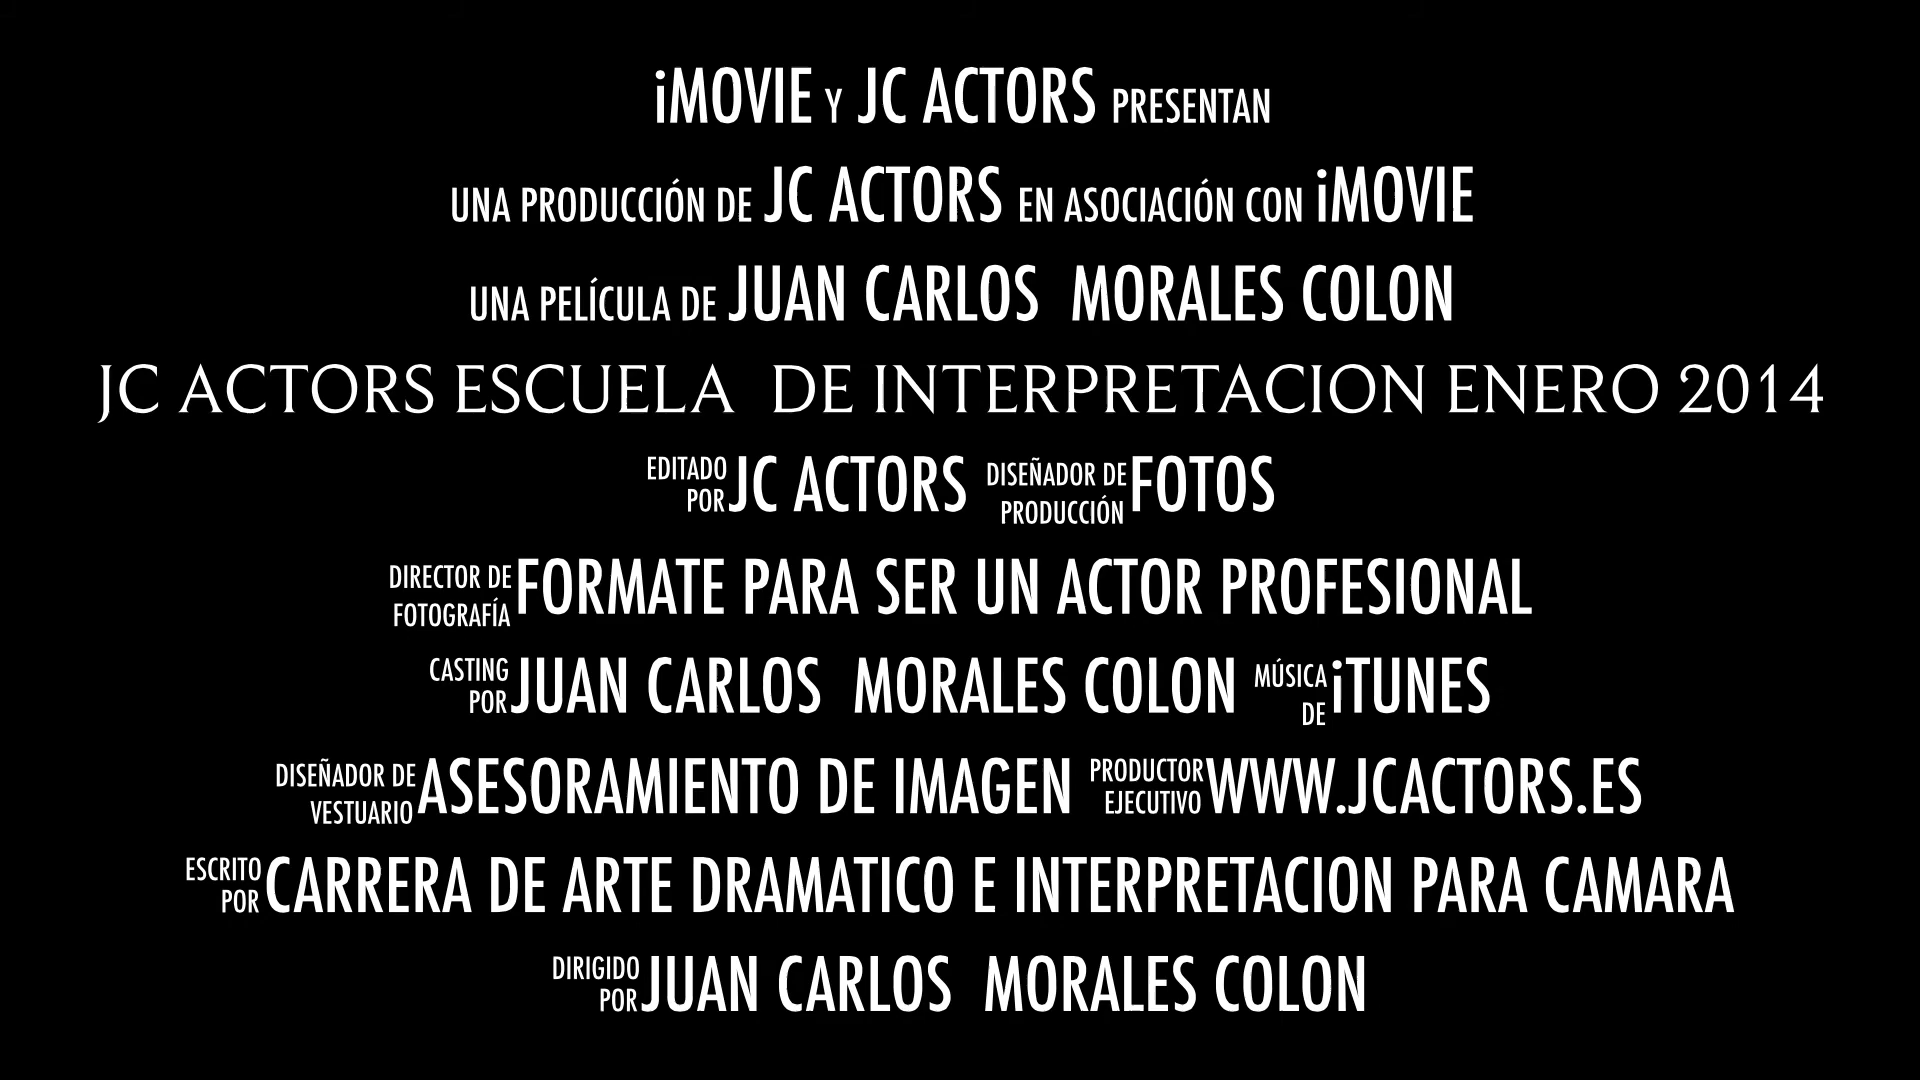 iMOVIE Y JC ACTORS PRESENTAN
UNA PRODUCCIÓN DE JC ACTORS EN ASOCIACIÓN CON iMOVIE
UNA PELÍCULA DE JUAN CARLOS  MORALES COLON
JC ACTORS ESCUELA  DE INTERPRETACION ENERO 2014
EDITADO POR JC ACTORS DISEÑADOR DE PRODUCCIÓN FOTOS
DIRECTOR DE FOTOGRAFÍA FORMATE PARA SER UN ACTOR PROFESIONAL
CASTING POR JUAN CARLOS  MORALES COLON MÚSICA DE iTUNES
DISEÑADOR DE VESTUARIO ASESORAMIENTO DE IMAGEN PRODUCTOR EJECUTIVO WWW.JCACTORS.ES
ESCRITO POR CARRERA DE ARTE DRAMATICO E INTERPRETACION PARA CAMARA
DIRIGIDO POR JUAN CARLOS  MORALES COLON